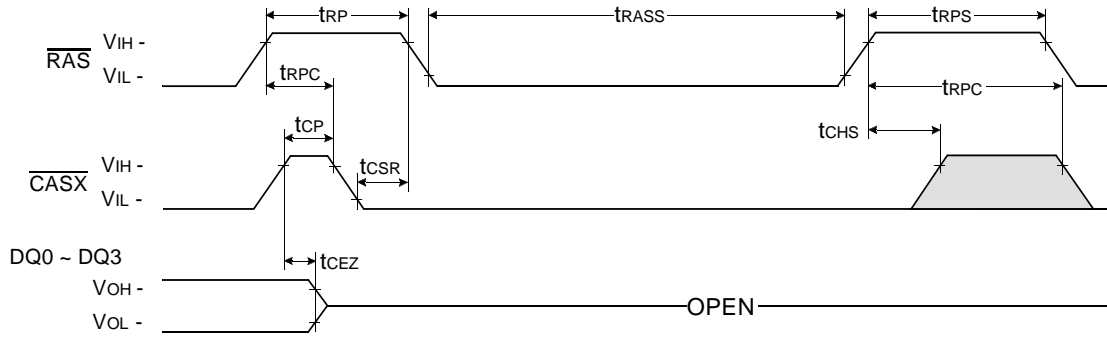 tRP
tRASS
tRPS
RAS
VIH -
VIL -
tRPC
tRPC
tCP
tCHS
CASX
VIH -
VIL -
tCSR
DQ0 ~ DQ3
tCEZ
VOH -
VOL -
OPEN